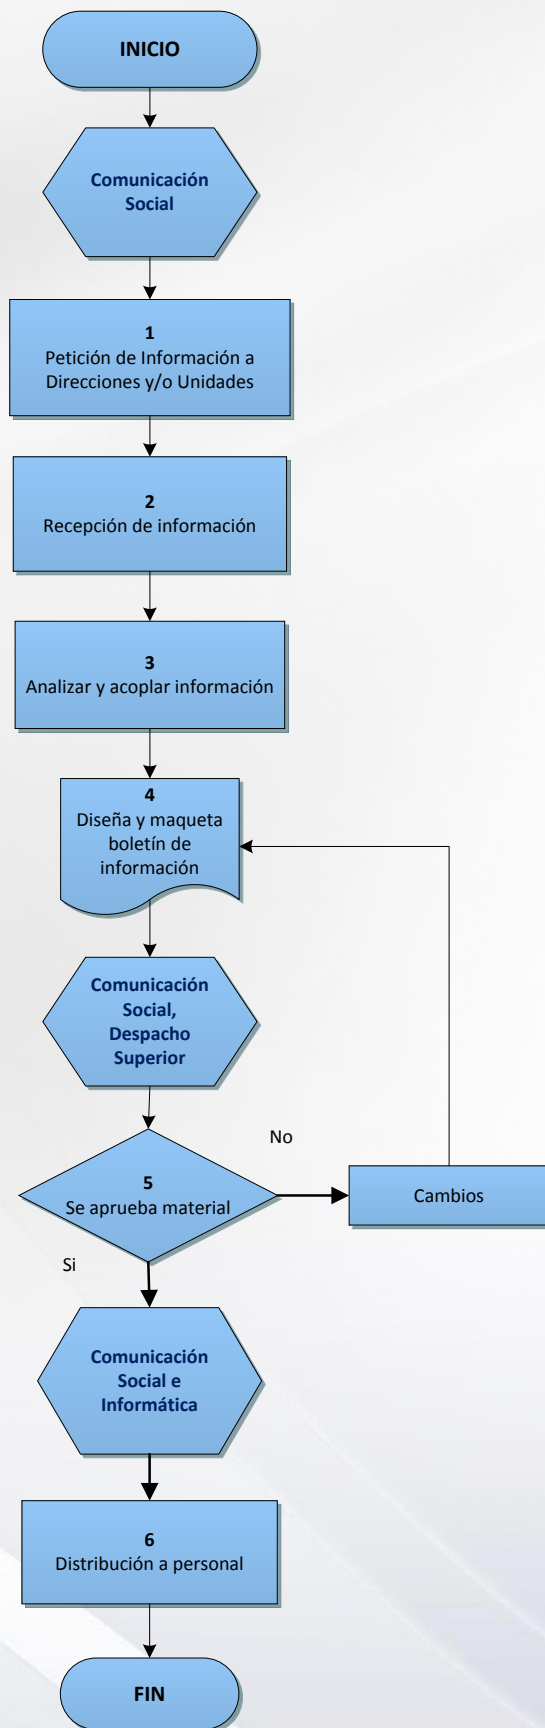 INICIO
Comunicación
Social
1
Petición de Información a
Direcciones y/o Unidades
2
Recepción de información
3
Analizar y acoplar información
4
Diseña y maqueta
boletín de
información
Comunicación
Social,
Despacho
Superior
No
5
Se aprueba material
Cambios
Si
Comunicación
Social e
Informática
6
Distribución a personal
FIN